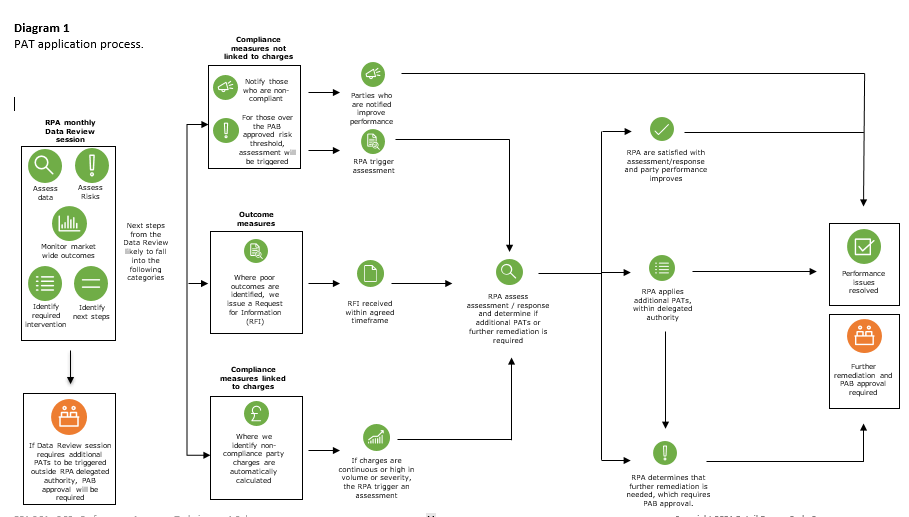 Diagram 1
PAT application process.
RPA monthly
Data Review
session
Assess
data
Assess
Risks
Monitor market
wide outcomes
Identify
required
intervention
Identify
next steps
If Data Review session
requires additional
PATs to be triggered
outside RPA delegated
authority, PAB
approval will be
required
Next steps
from the
Data Review
likely to fall
into the
following
categories
Compliance
measures not
linked to charges
Notify those
who are non-
compliant
For those over
the PAB
approved risk
threshold,
assessment will
be triggered
Parties who
are notified
improve
performance
RPA trigger
assessment
Outcome
measures
Where poor
outcomes are
identified, we
issue a Request
for Information
(RFI)
RFI received
within agreed
timeframe
Compliance
measures linked
to charges
£
Where we
identify non-
compliance party
charges are
automatically
calculated
If charges are
continuous or high in
volume or severity,
the RPA trigger an
assessment
RPA assess
assessment / response
and determine if
additional PATs or
further remediation is
required
RPA are satisfied with
assessment/response
and party performance
improves
RPA applies
additional PATs,
within delegated
authority
RPA determines that
further remediation is
needed, which requires
PAB approval.
Performance
issues
resolved
Further
remediation and
PAB approval
required